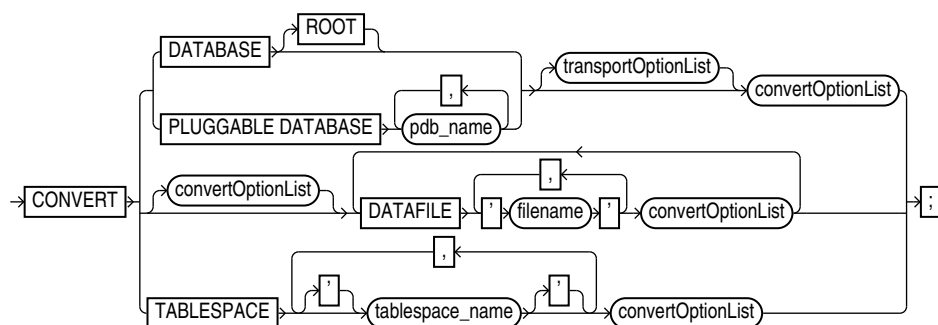 ROOT
DATABASE
transportOptionList
convertOptionList
,
PLUGGABLE DATABASE
pdb_name
convertOptionList
,
CONVERT
DATAFILE
'
filename
'
convertOptionList
;
,
'
'
TABLESPACE
tablespace_name
convertOptionList